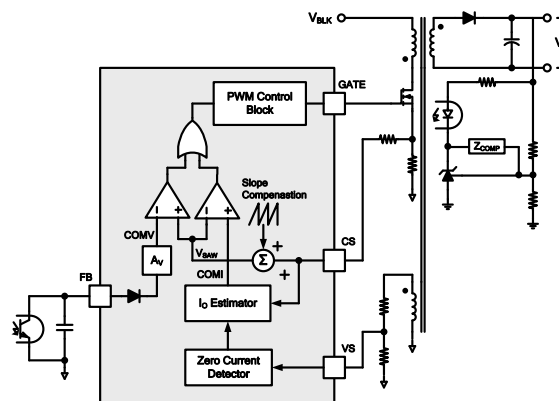 V_BLK
V
GATE
PWM Control
Block
Z_COMP
Slope
Compenastion
COMV
V_SAW
COMI
Σ
+
+
CS
A_V
FB
I_O Estimator
Zero Current
Detector
VS